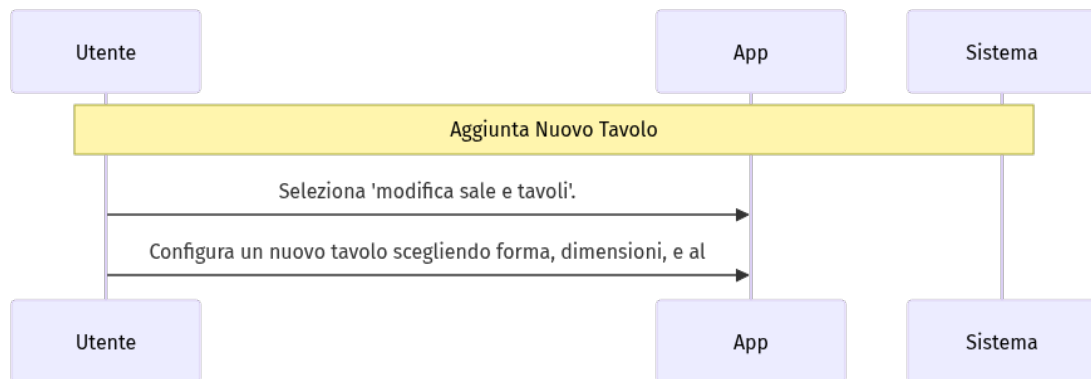 Utente App Sistema
Aggiunta Nuovo Tavolo
Seleziona 'modifica sale e tavoli'.
Configura un nuovo tavolo scegliendo forma, dimensioni, e al
Utente App Sistema